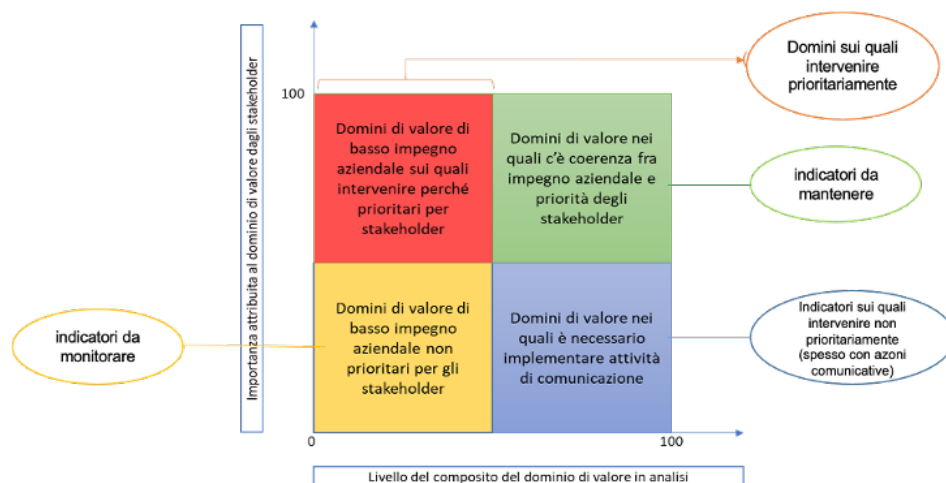 Domini sui quali
intervenire
prioritariamente
Importanza attribuita al dominio di valore dagli stakeholder
100
Domini di valore di
basso impegno
aziendale sui quali
intervenire perché
prioritari per
stakeholder
Domini di valore nei
quali c'è coerenza fra
impegno aziendale e
priorità degli
stakeholder
indicatori da
mantenere
indicatori da
monitorare
Domini di valore di
basso impegno
aziendale non
prioritari per gli
stakeholder
Domini di valore nei
quali è necessario
implementare attività
di comunicazione
Indicatori sui quali
intervenire non
prioritariamente
(spesso con azoni
comunicative)
0
100
Livello del composito del dominio di valore in analisi